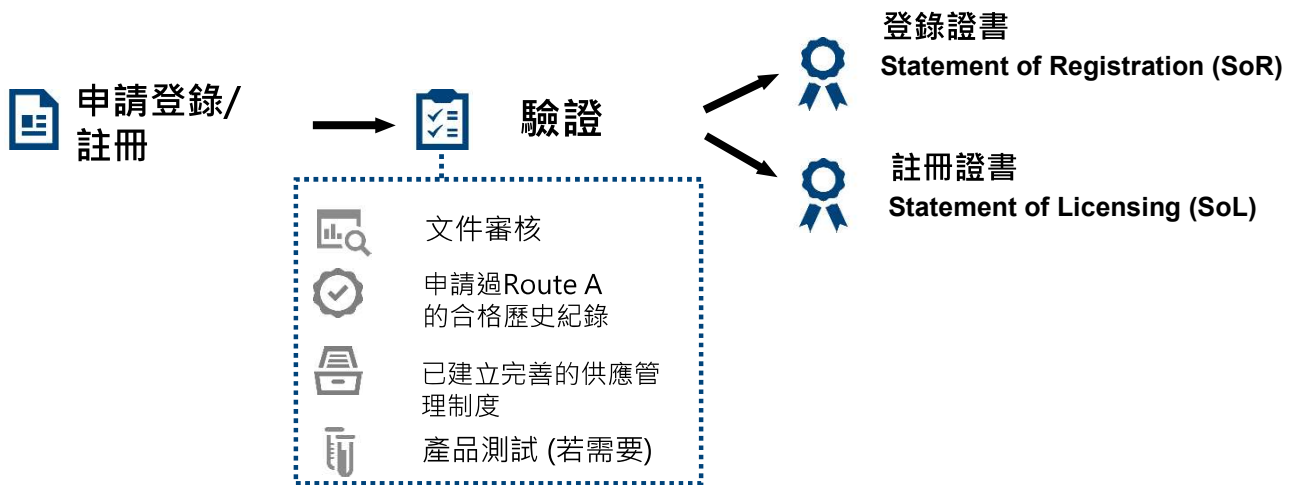 申請登錄/
註冊
驗證
登錄證書
Statement of Registration (SoR)
註冊證書
Statement of Licensing (SoL)
文件審核
申請過Route A
的合格歷史紀錄
已建立完善的供應管
理制度
產品測試 (若需要)